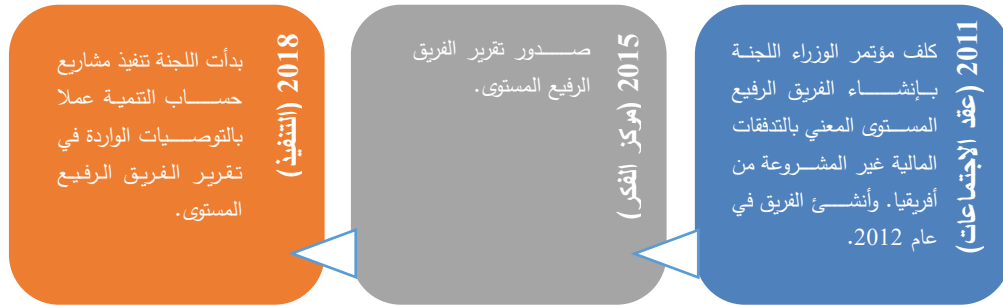 2011 (عقد الإجتماعات)
كلف مؤتمر الوزراء اللجنة
بإنشاء الفريق الرفيع
المستوى المعني بالتدفقات
المالية غير المشروعة من
أفريقيا. وأنشئ الفريق في
عام 2012.
2015 (مركز الفكر)
صدور تقرير الفريق
الرفيع المستوى.
2018 (التنفيذ)
بدأت اللجنة تنفيذ مشاريع
حساب التنمية عملا
بالتوصيات الواردة في
تقرير الفريق الرفيع
المستوى.